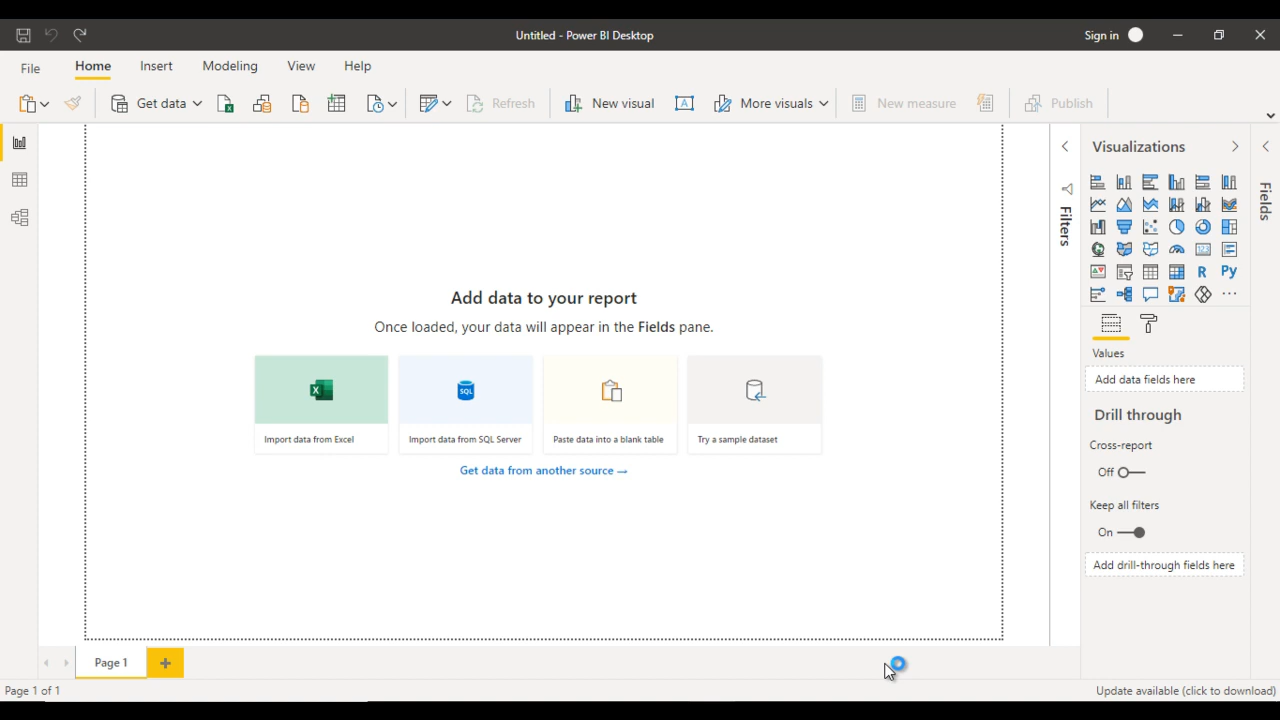 Untitled - Power BI Desktop
Sign in
File
Home
Insert
Modeling
View
Help
Get data
Refresh
New visual
A
More visuals
New measure
Publish
Visualizations
Fields
Filters
123
R
Py
Add data to your report
Once loaded, your data will appear in the Fields pane.
X
SQL
Import data from Excel
Import data from SQL Server
Paste data into a blank table
Try a sample dataset
Get data from another source →
Values
Add data fields here
Drill through
Cross-report
Off
Keep all filters
On
Add drill-through fields here
Page 1
Page 1 of 1
Update available (click to download)